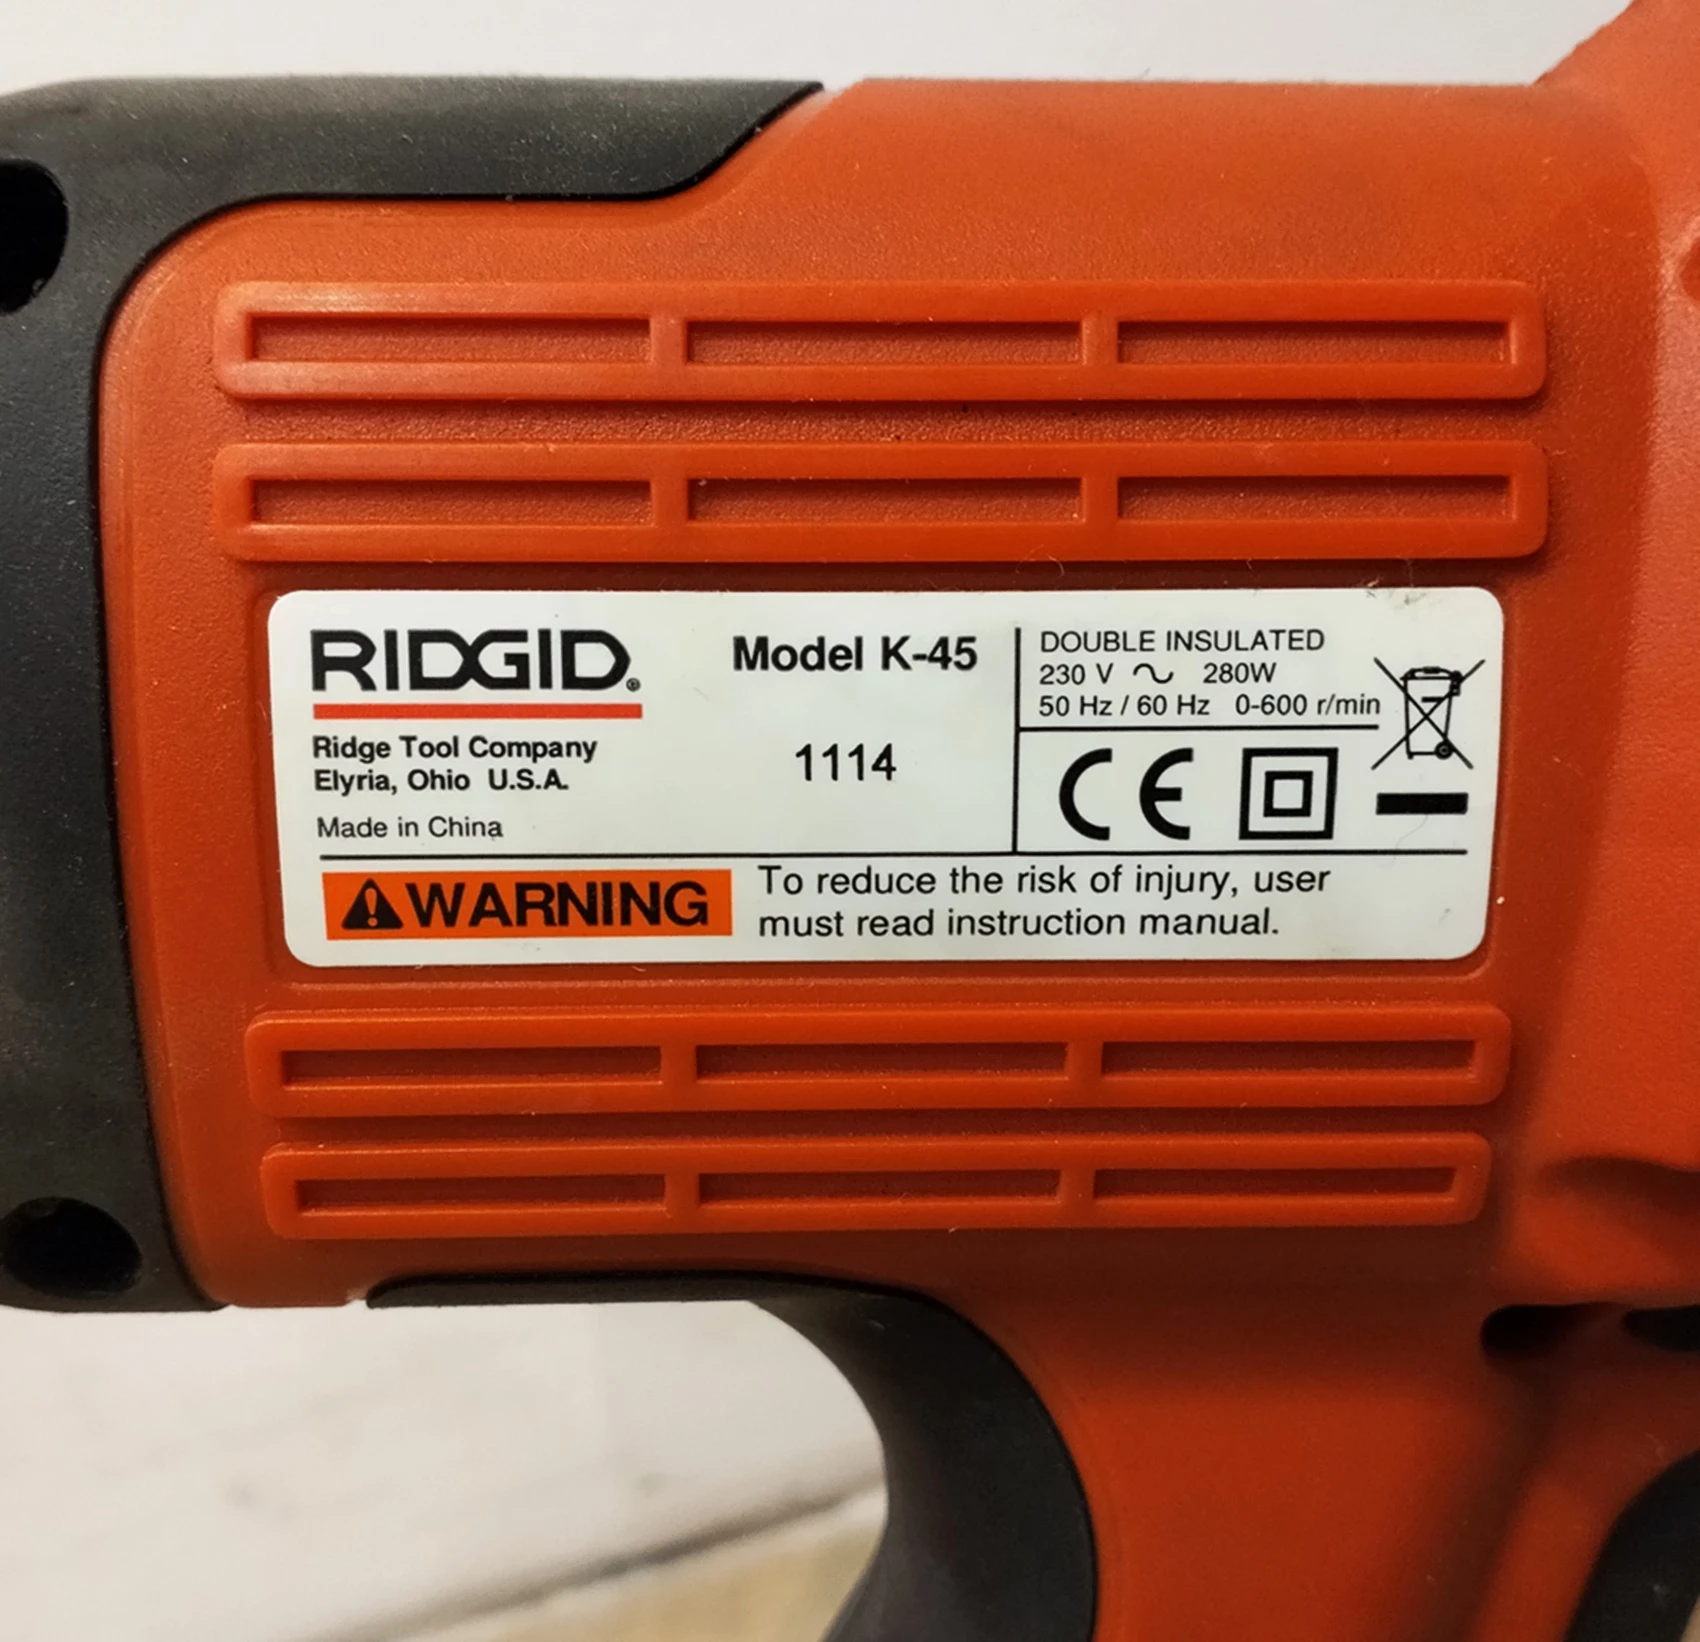 RIDGID®
Model K-45
DOUBLE INSULATED
230 V ∿ 280W
50 Hz / 60 Hz 0-600 r/min
Ridge Tool Company
Elyria, Ohio U.S.A.
1114
Made in China
CE
WARNING
To reduce the risk of injury, user
must read instruction manual.